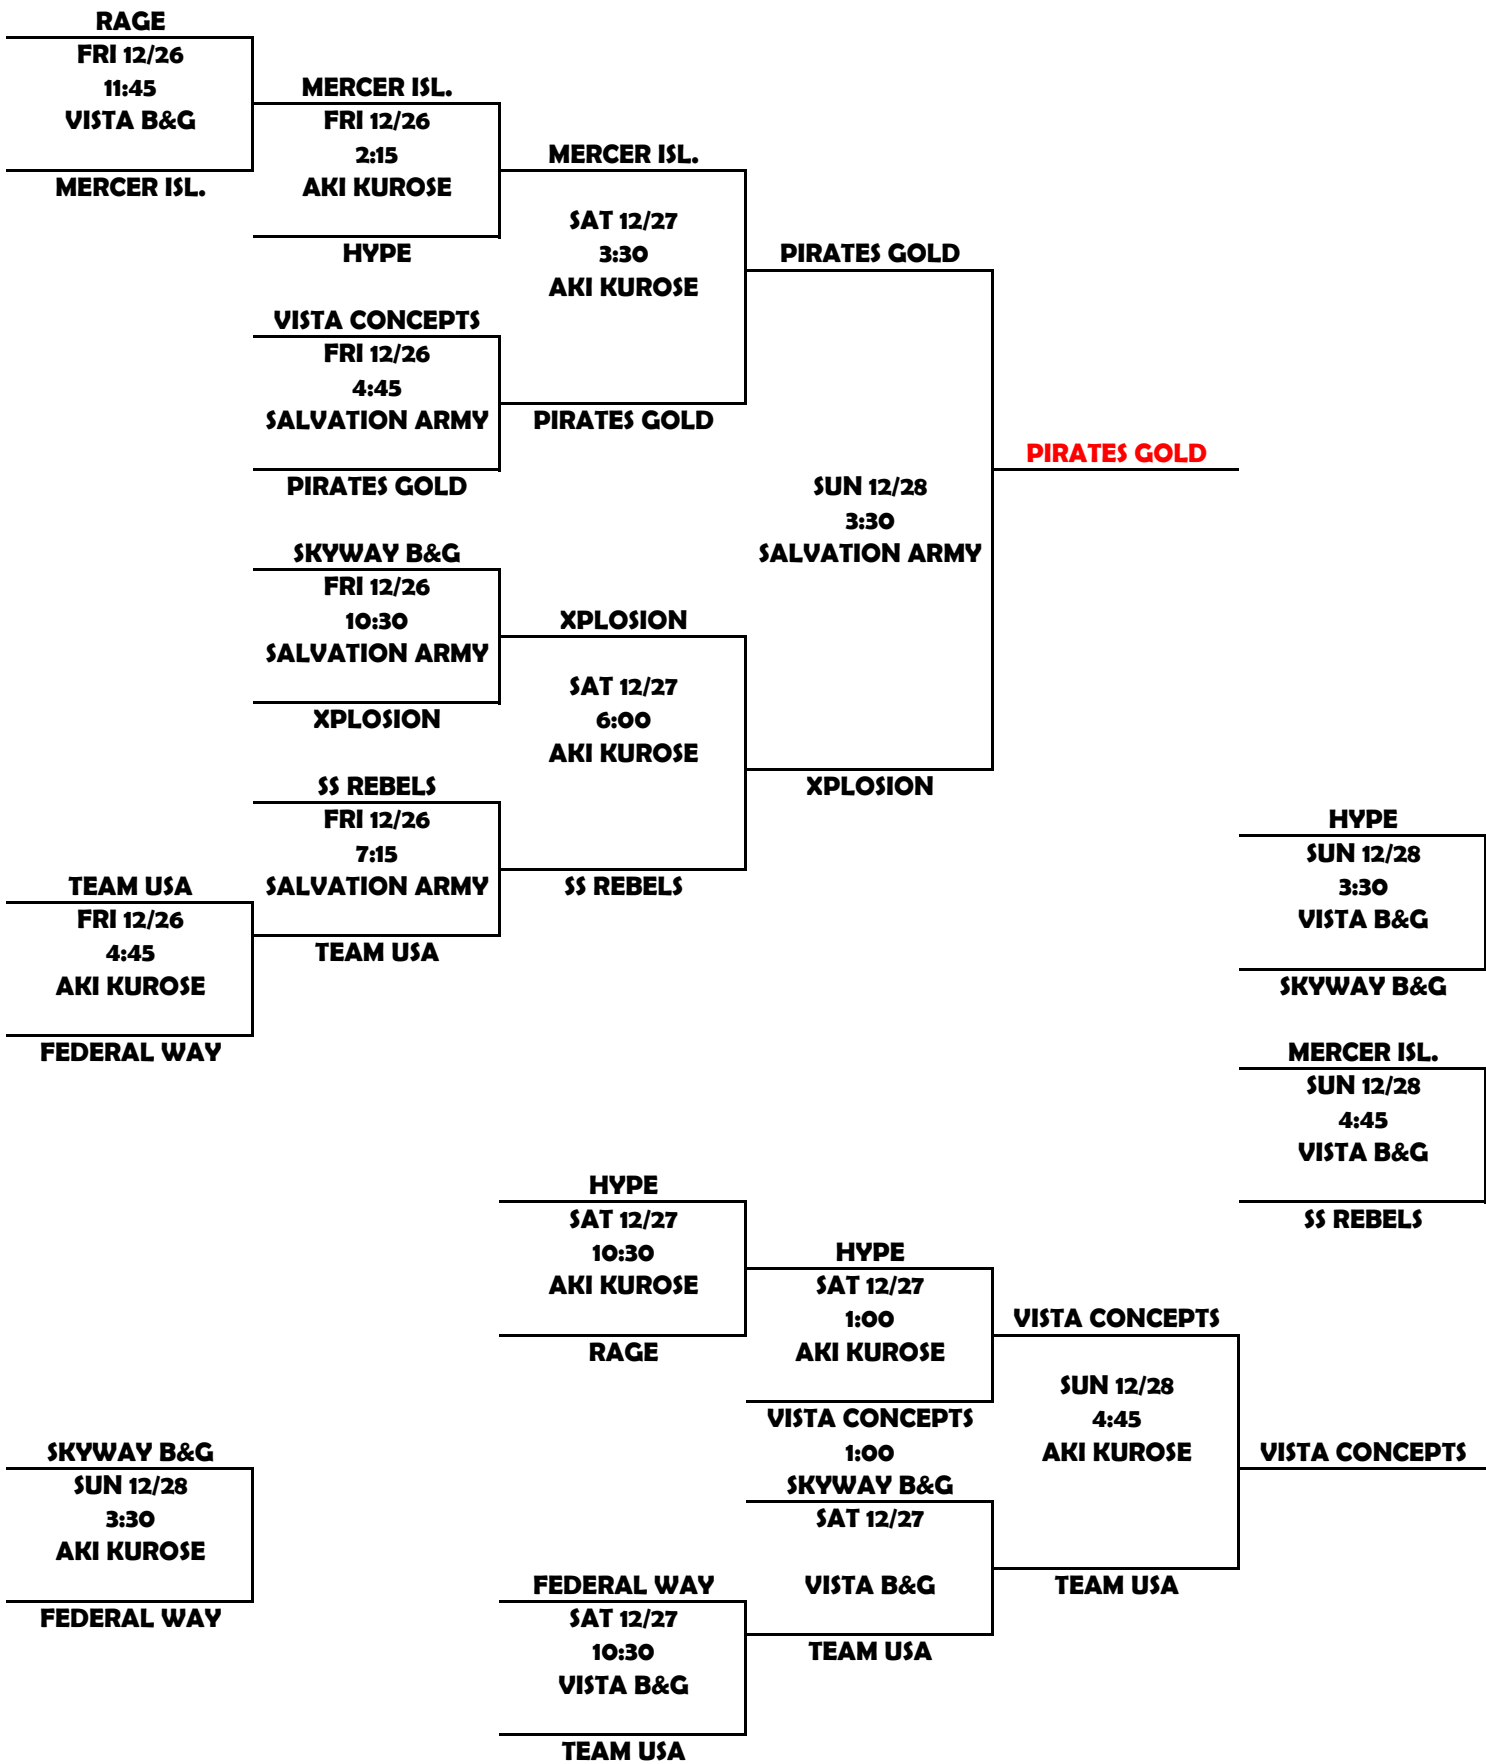 RAGE
FRI 12/26
11:45
VISTA B&G
MERCER ISL.
MERCER ISL.
FRI 12/26
2:15
AKI KUROSE
HYPE
VISTA CONCEPTS
FRI 12/26
4:45
SALVATION ARMY
PIRATES GOLD
SKYWAY B&G
FRI 12/26
10:30
SALVATION ARMY
XPLOSION
SS REBELS
FRI 12/26
7:15
SALVATION ARMY
TEAM USA
TEAM USA
FRI 12/26
4:45
AKI KUROSE
FEDERAL WAY
MERCER ISL.
SAT 12/27
3:30
AKI KUROSE
PIRATES GOLD
XPLOSION
SAT 12/27
6:00
AKI KUROSE
SS REBELS
PIRATES GOLD
SUN 12/28
3:30
SALVATION ARMY
XPLOSION
PIRATES GOLD
HYPE
SUN 12/28
3:30
VISTA B&G
SKYWAY B&G
MERCER ISL.
SUN 12/28
4:45
VISTA B&G
SS REBELS
HYPE
SAT 12/27
10:30
AKI KUROSE
RAGE
HYPE
SAT 12/27
1:00
AKI KUROSE
VISTA CONCEPTS
1:00
SKYWAY B&G
SAT 12/27
VISTA B&G
TEAM USA
FEDERAL WAY
SAT 12/27
10:30
VISTA B&G
TEAM USA
VISTA CONCEPTS
SUN 12/28
4:45
AKI KUROSE
TEAM USA
VISTA CONCEPTS
SKYWAY B&G
SUN 12/28
3:30
AKI KUROSE
FEDERAL WAY